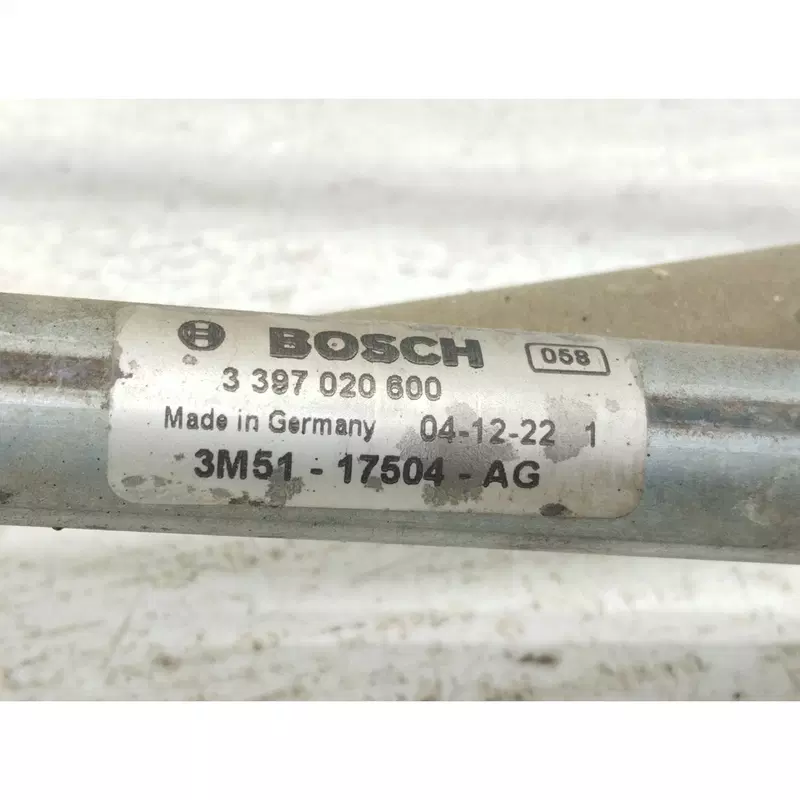 BOSCH 058
3 397 020 600
Made in Germany 04-12-22 1
3M51 - 17504 - AG